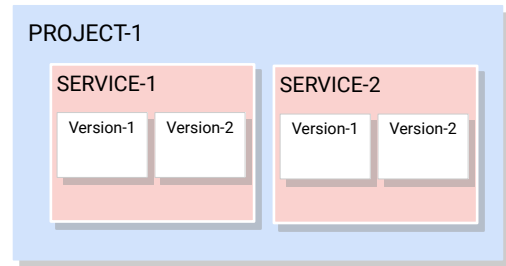 PROJECT-1
SERVICE-1
Version-1 Version-2
SERVICE-2
Version-1 Version-2